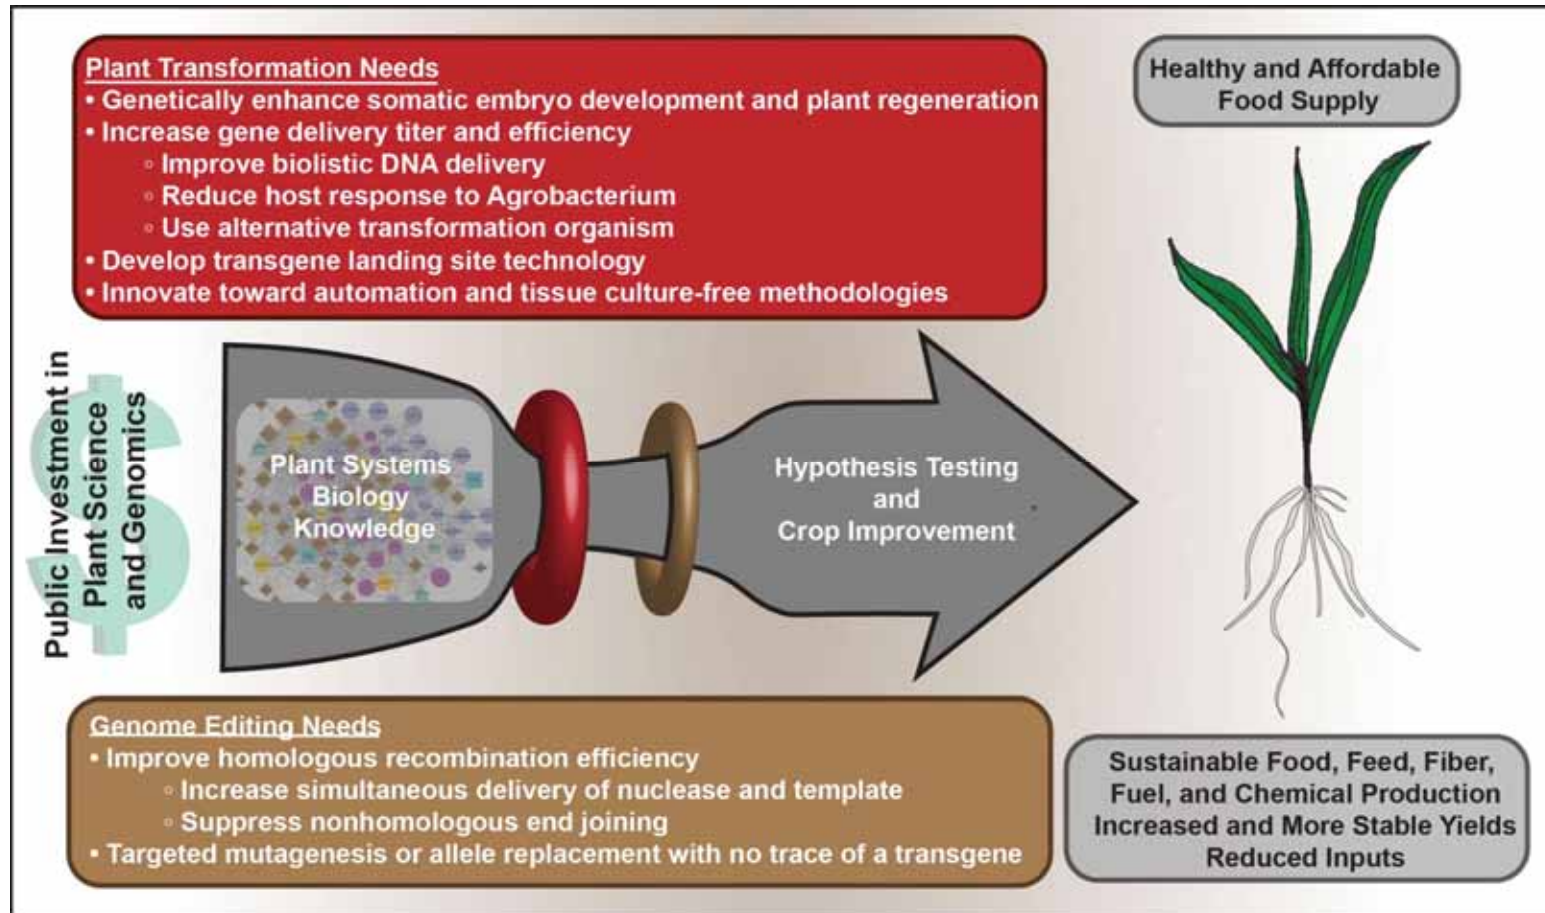 Plant Transformation Needs
• Genetically enhance somatic embryo development and plant regeneration
• Increase gene delivery titer and efficiency
◦ Improve biolistic DNA delivery
◦ Reduce host response to Agrobacterium
◦ Use alternative transformation organism
• Develop transgene landing site technology
• Innovate toward automation and tissue culture-free methodologies
Healthy and Affordable
Food Supply
Public Investment in
Plant Science
and Genomics
$
Plant Systems
Biology
Knowledge
Hypothesis Testing
and
Crop Improvement
Genome Editing Needs
• Improve homologous recombination efficiency
◦ Increase simultaneous delivery of nuclease and template
◦ Suppress nonhomologous end joining
• Targeted mutagenesis or allele replacement with no trace of a transgene
Sustainable Food, Feed, Fiber,
Fuel, and Chemical Production
Increased and More Stable Yields
Reduced Inputs